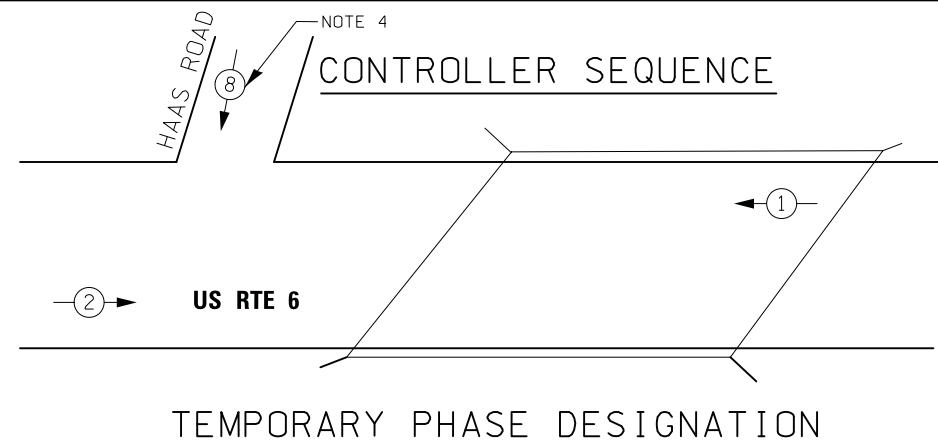 NOTE 4
HAAS ROAD
8
CONTROLLER SEQUENCE
1
2
US RTE 6
TEMPORARY PHASE DESIGNATION